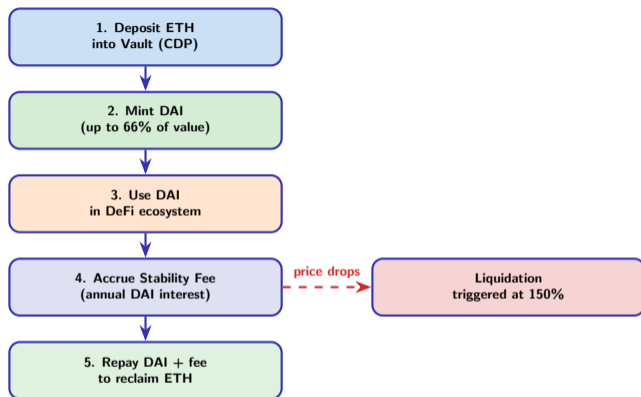 1. Deposit ETH
into Vault (CDP)
2. Mint DAI
(up to 66% of value)
3. Use DAI
in DeFi ecosystem
4. Accrue Stability Fee
(annual DAI interest)
price drops
Liquidation
triggered at 150%
5. Repay DAI + fee
to reclaim ETH